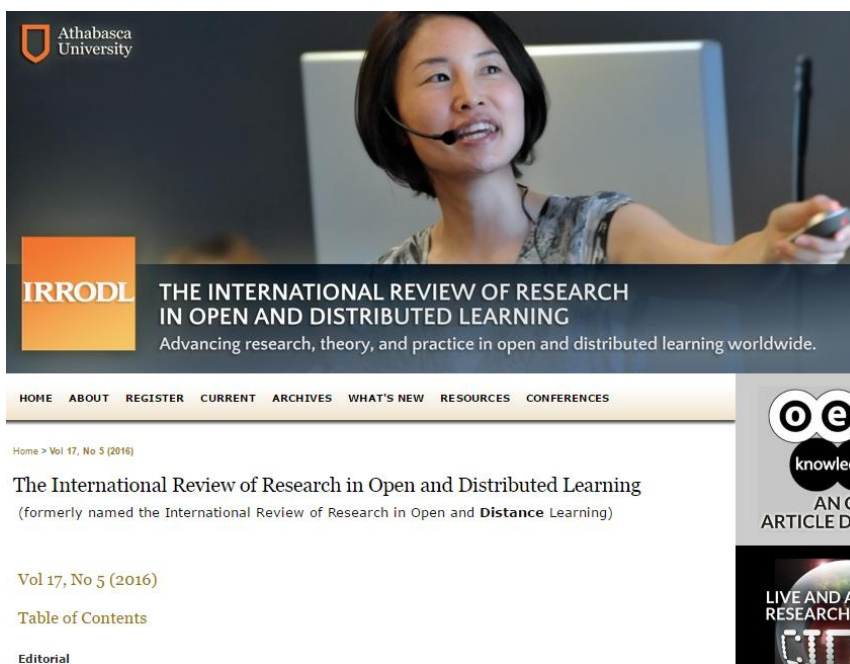 Athabasca
University
IRRODL
THE INTERNATIONAL REVIEW OF RESEARCH
IN OPEN AND DISTRIBUTED LEARNING
Advancing research, theory, and practice in open and distributed learning worldwide.
HOME ABOUT REGISTER CURRENT ARCHIVES WHAT'S NEW RESOURCES CONFERENCES
Home > Vol 17, No 5 (2016)
The International Review of Research in Open and Distributed Learning
(formerly named the International Review of Research in Open and Distance Learning)
Vol 17, No 5 (2016)
Table of Contents
Editorial
oe
knowle
AN
ARTICLE D
LIVE AND A
RESEARCH